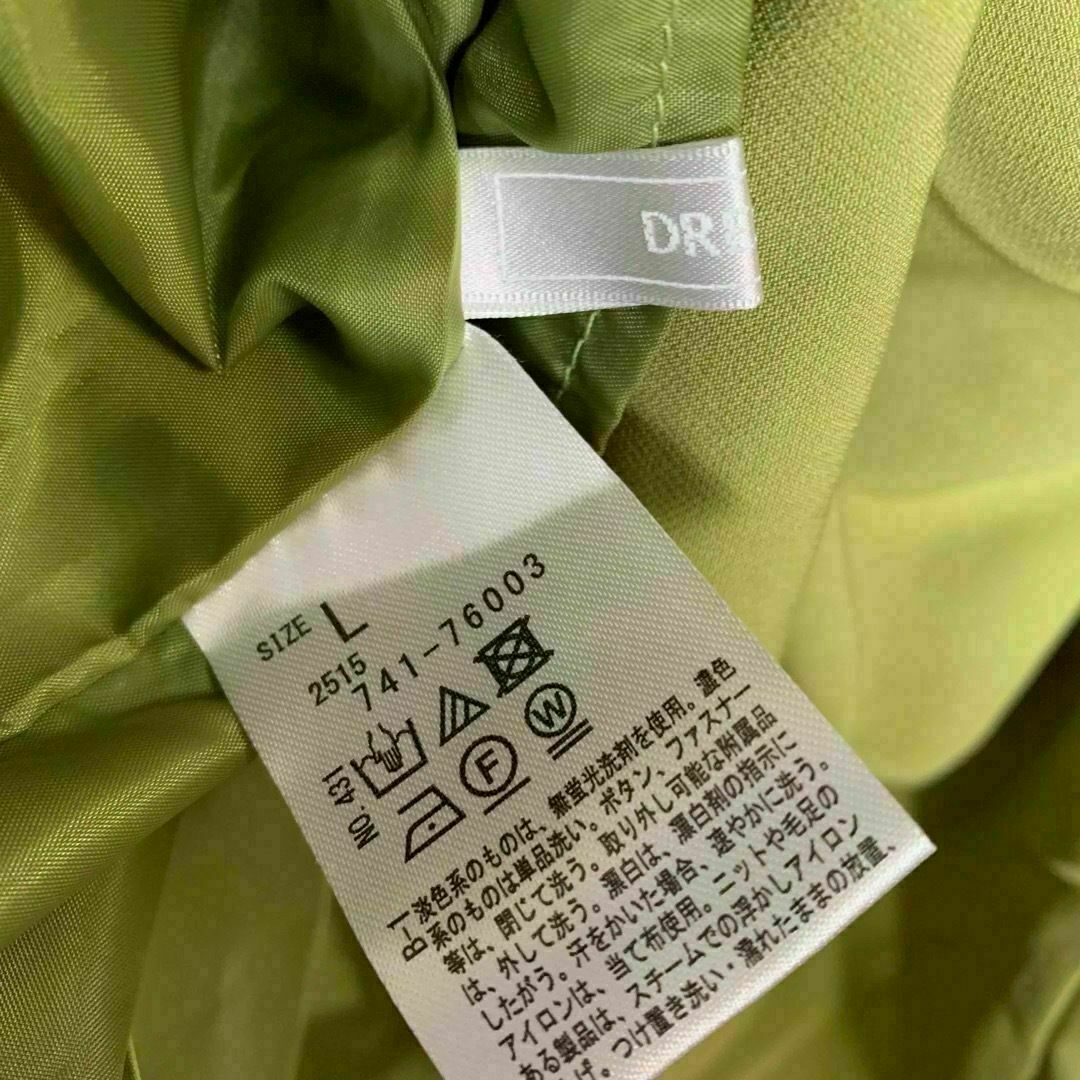 DR
SIZE L
2515
741-76003
NO.431
F
W
BT 淡色系のものは、無蛍光洗剤を使用。濃色
系のものは単品洗い。ボタン、ファスナー
等は、閉じて洗う。取り外し可能な附属品
は、外して洗う。漂白は、漂白剤の指示に
したがう。汗をかいた場合、速やかに洗う。
アイロンは、当て布使用。ニットや毛足の
ある製品は、スチームでの浮かしアイロン
げ。つけ置き洗い・濡れたままの放置、